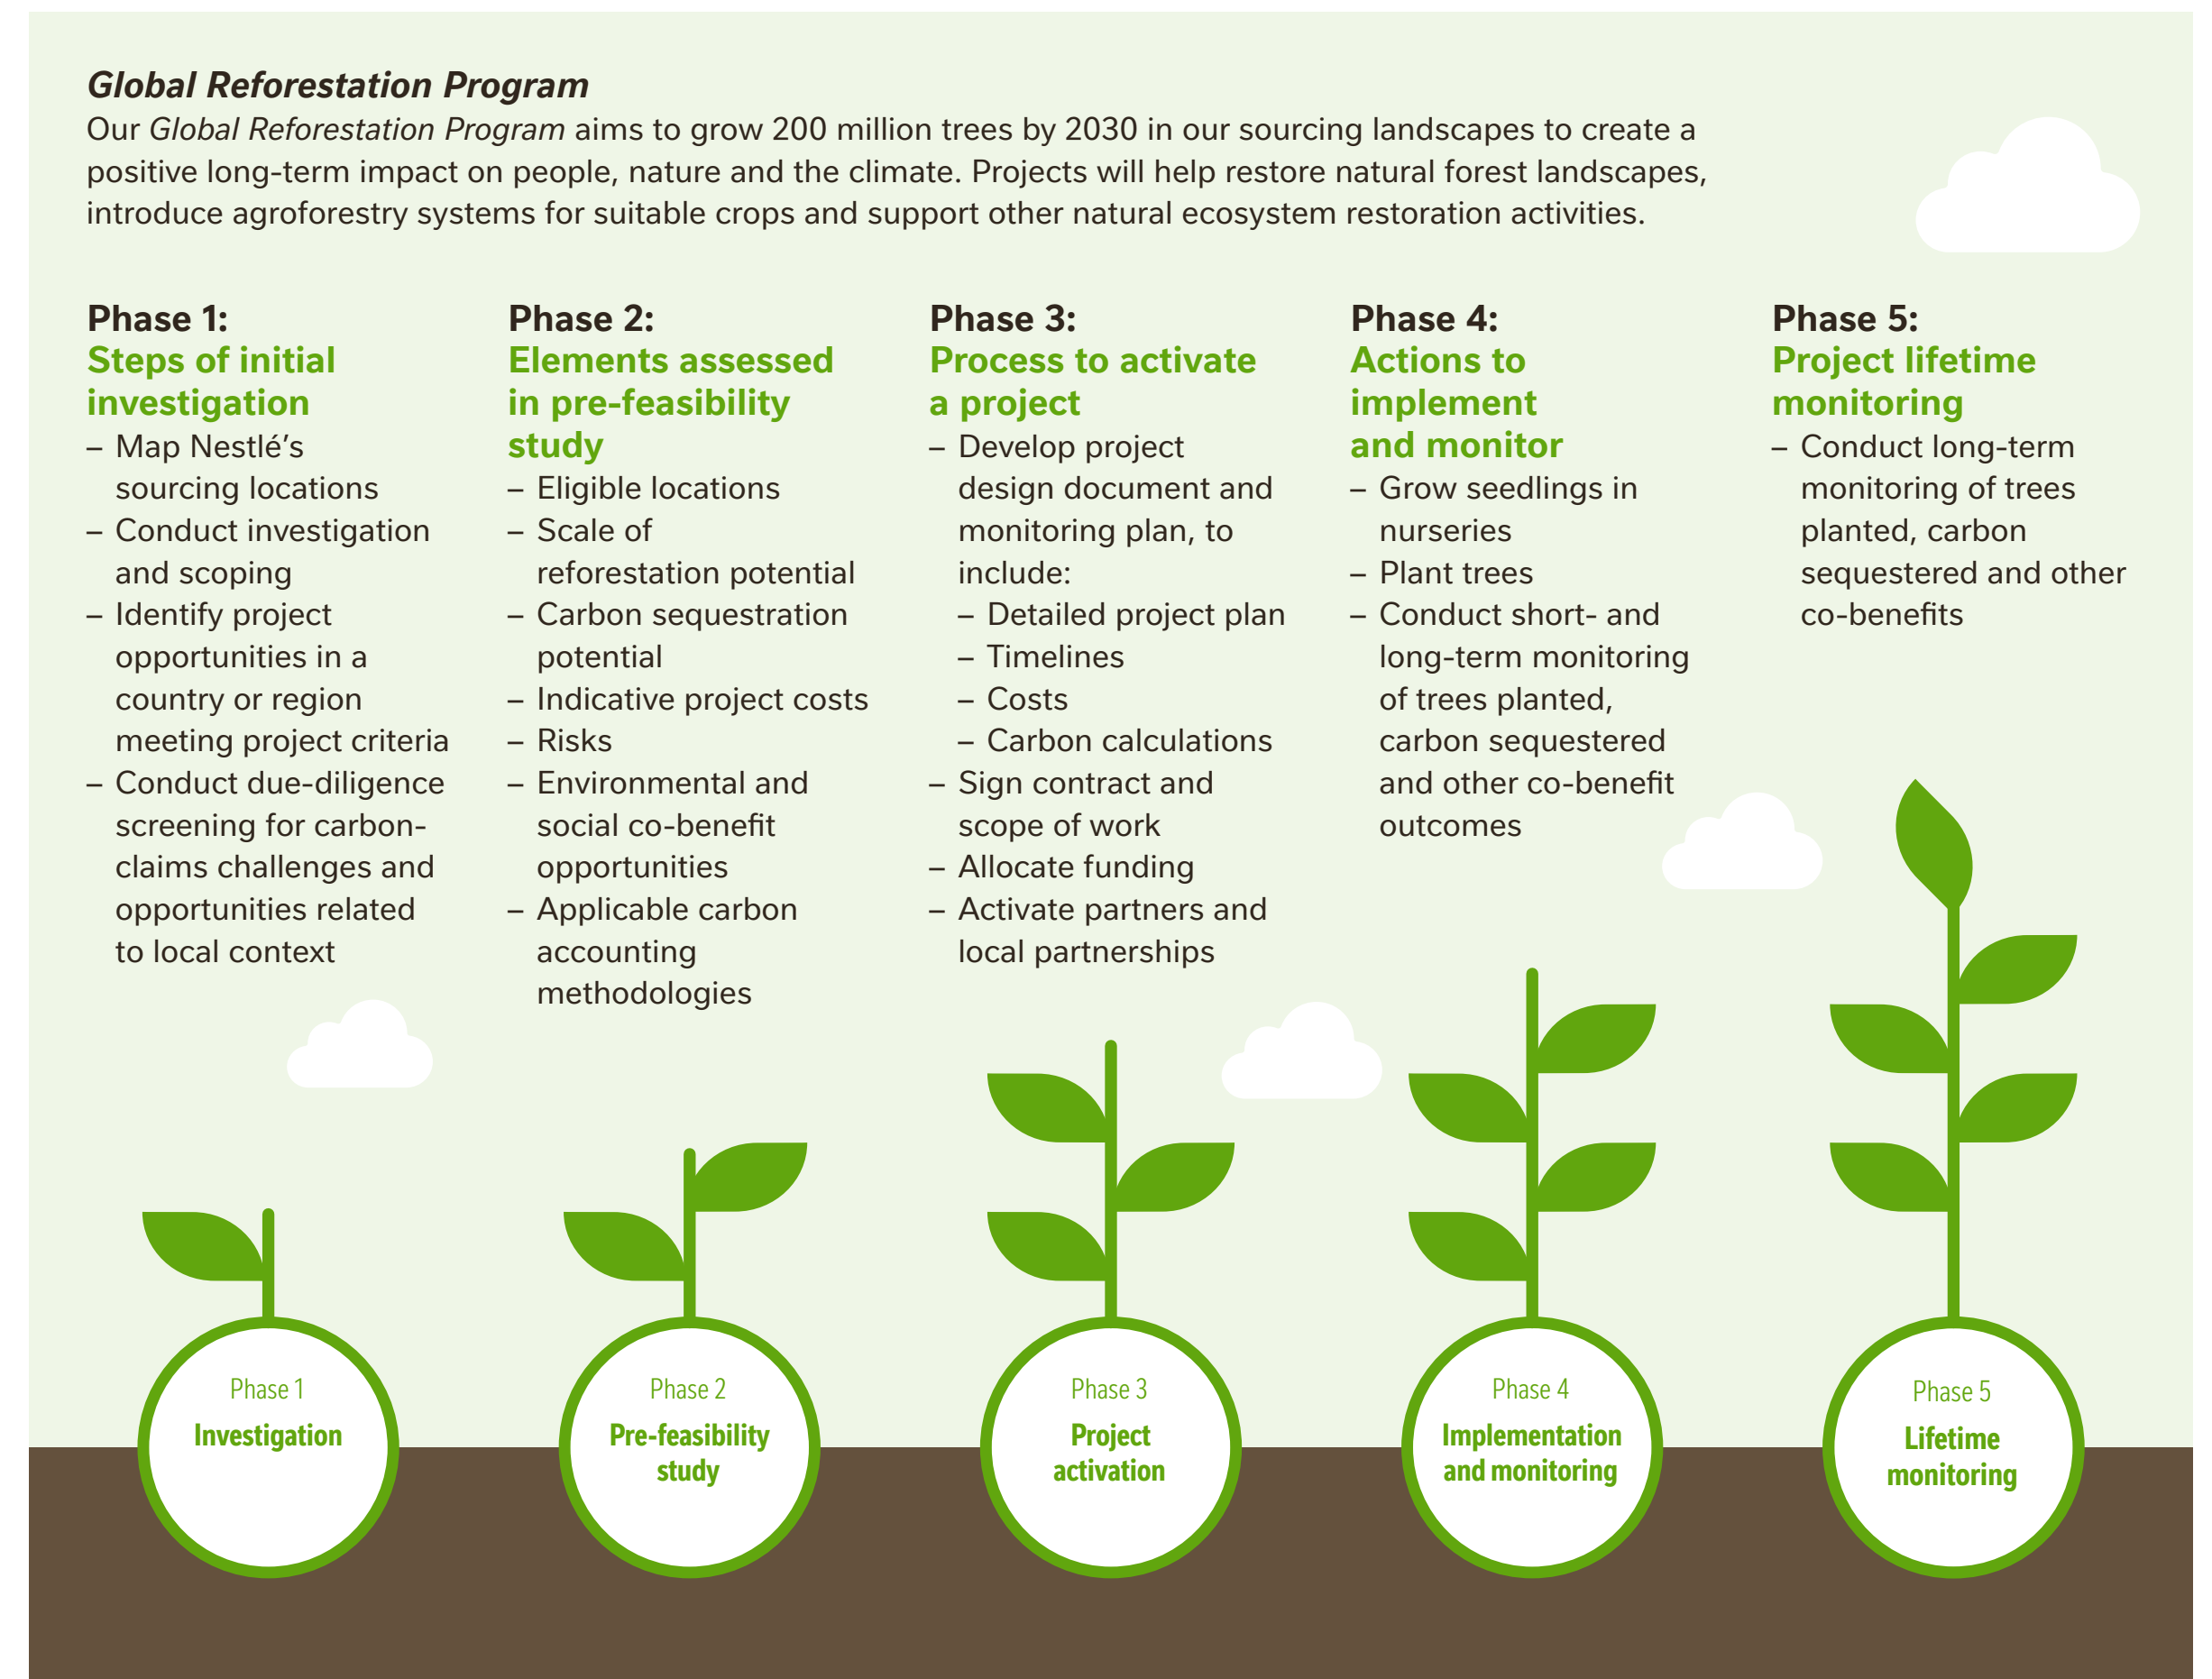 Global Reforestation Program
Our Global Reforestation Program aims to grow 200 million trees by 2030 in our sourcing landscapes to create a
positive long-term impact on people, nature and the climate. Projects will help restore natural forest landscapes,
introduce agroforestry systems for suitable crops and support other natural ecosystem restoration activities.
Phase 1:
Steps of initial
investigation
– Map Nestlé’s
sourcing locations
– Conduct investigation
and scoping
– Identify project
opportunities in a
country or region
meeting project criteria
– Conduct due-diligence
screening for carbon-
claims challenges and
opportunities related
to local context
Phase 2:
Elements assessed
in pre-feasibility
study
– Eligible locations
– Scale of
reforestation potential
– Carbon sequestration
potential
– Indicative project costs
– Risks
– Environmental and
social co-benefit
opportunities
– Applicable carbon
accounting
methodologies
Phase 3:
Process to activate
a project
– Develop project
design document and
monitoring plan, to
include:
– Detailed project plan
– Timelines
– Costs
– Carbon calculations
– Sign contract and
scope of work
– Allocate funding
– Activate partners and
local partnerships
Phase 4:
Actions to
implement
and monitor
– Grow seedlings in
nurseries
– Plant trees
– Conduct short- and
long-term monitoring
of trees planted,
carbon sequestered
and other co-benefit
outcomes
Phase 5:
Project lifetime
monitoring
– Conduct long-term
monitoring of trees
planted, carbon
sequestered and other
co-benefits
Phase 1
Investigation
Phase 2
Pre-feasibility
study
Phase 3
Project
activation
Phase 4
Implementation
and monitoring
Phase 5
Lifetime
monitoring